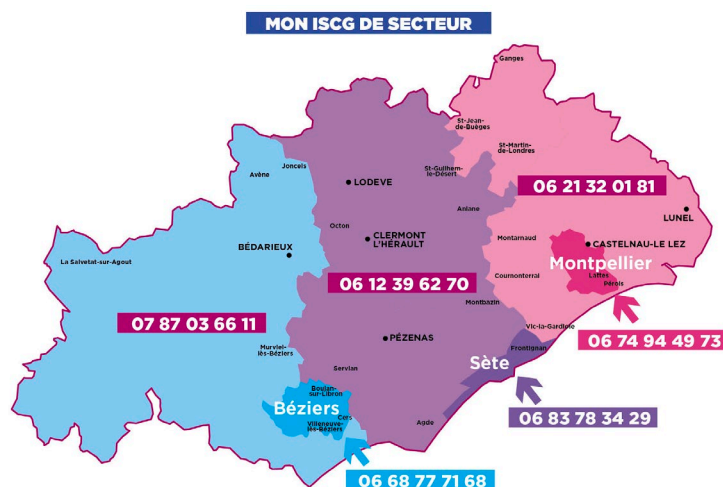 MON ISCG DE SECTEUR
Ganges
St-Jean-
de-Buèges
St-Martin-
de-Londres
St-Guilhem-
le-Désert
Joncels
Avène
LODEVE
06 21 32 01 81
Aniane
LUNEL
Octon
CLERMONT
L'HÉRAULT
Montarnaud
CASTELNAU-LE LEZ
BÉDARIEUX
Montpellier
La Salvetat-sur-Agout
Cournonterral
Lattes
Pérols
06 12 39 62 70
Montbazin
07 87 03 66 11
Vic-la-Gardiole
PÉZENAS
06 74 94 49 73
Murviel-
lès-Béziers
Frontignan
Sète
Servian
Boujan-
sur-Libron
Béziers
Cers
Villeneuve-
lès-Béziers
Agde
06 83 78 34 29
06 68 77 71 68